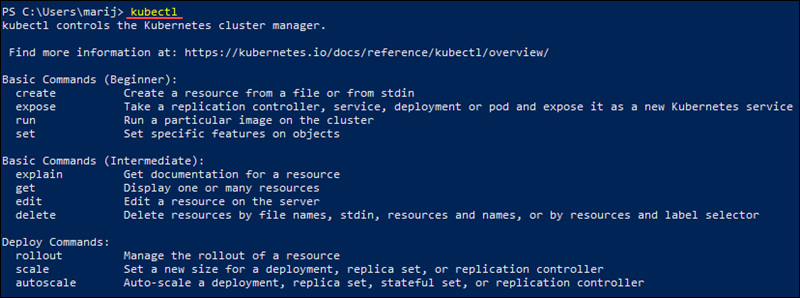 PS C:\Users\marij> kubectl
kubectl controls the Kubernetes cluster manager.
Find more information at: https://kubernetes.io/docs/reference/kubectl/overview/
Basic Commands (Beginner):
create Create a resource from a file or from stdin
expose Take a replication controller, service, deployment or pod and expose it as a new Kubernetes service
run Run a particular image on the cluster
set Set specific features on objects
Basic Commands (Intermediate):
explain Get documentation for a resource
get Display one or many resources
edit Edit a resource on the server
delete Delete resources by file names, stdin, resources and names, or by resources and label selector
Deploy Commands:
rollout Manage the rollout of a resource
scale Set a new size for a deployment, replica set, or replication controller
autoscale Auto-scale a deployment, replica set, stateful set, or replication controller